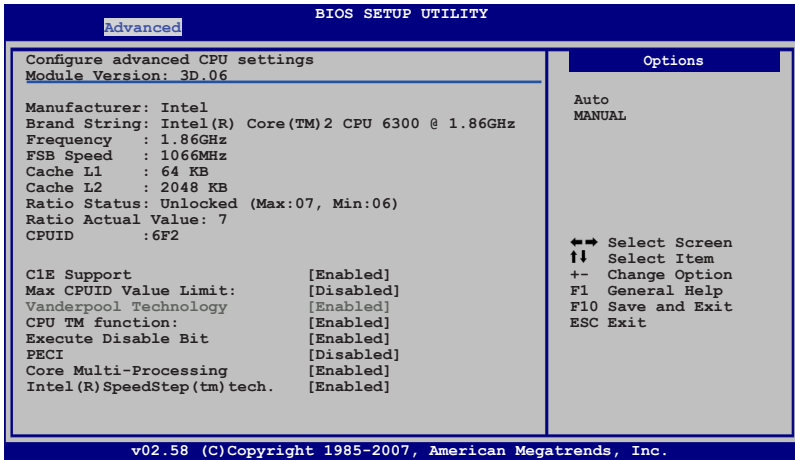 BIOS SETUP UTILITY
Advanced
Configure advanced CPU settings
Module Version: 3D.06
Manufacturer: Intel
Brand String: Intel(R) Core(TM)2 CPU 6300 @ 1.86GHz
Frequency : 1.86GHz
FSB Speed : 1066MHz
Cache L1 : 64 KB
Cache L2 : 2048 KB
Ratio Status: Unlocked (Max:07, Min:06)
Ratio Actual Value: 7
CPUID :6F2
C1E Support [Enabled]
Max CPUID Value Limit: [Disabled]
Vanderpool Technology [Enabled]
CPU TM function: [Enabled]
Execute Disable Bit [Enabled]
PECI [Disabled]
Core Multi-Processing [Enabled]
Intel(R)SpeedStep(tm)tech. [Enabled]
Options
Auto
MANUAL
←→ Select Screen
↑↓ Select Item
+- Change Option
F1 General Help
F10 Save and Exit
ESC Exit
v02.58 (C)Copyright 1985-2007, American Megatrends, Inc.